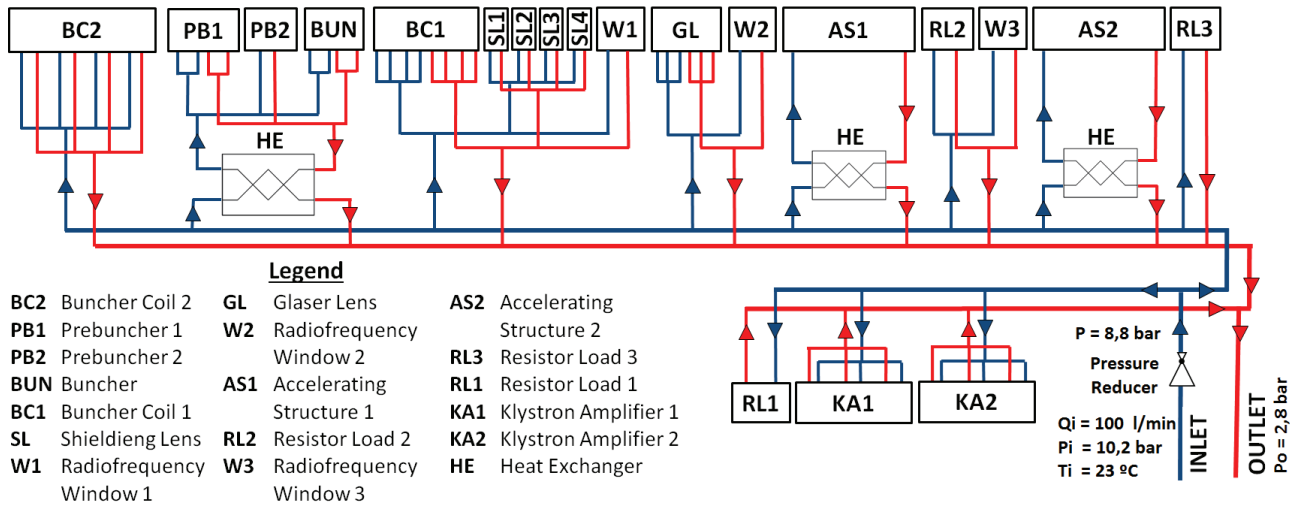 BC2 PB1 PB2 BUN BC1 SL1 SL2 SL3 SL4 W1 GL W2 AS1 RL2 W3 AS2 RL3
HE HE HE
Legend
BC2 Buncher Coil 2
PB1 Prebuncher 1
PB2 Prebuncher 2
BUN Buncher
BC1 Buncher Coil 1
SL Shieldieng Lens
W1 Radiofrequency
Window 1
GL Glaser Lens
W2 Radiofrequency
Window 2
AS1 Accelerating
Structure 1
RL2 Resistor Load 2
W3 Radiofrequency
Window 3
AS2 Accelerating
Structure 2
RL3 Resistor Load 3
RL1 Resistor Load 1
KA1 Klystron Amplifier 1
KA2 Klystron Amplifier 2
HE Heat Exchanger
RL1 KA1 KA2
P = 8,8 bar
Pressure
Reducer
Qi = 100 l/min
Pi = 10,2 bar
Ti = 23 ºC
INLET
OUTLET
Po = 2,8 bar